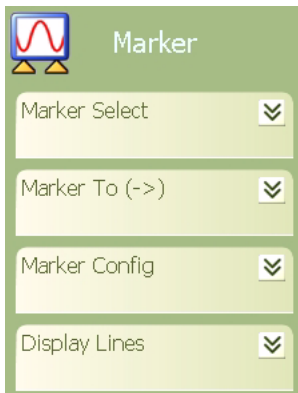 Marker
Marker Select
Marker To (->)
Marker Config
Display Lines